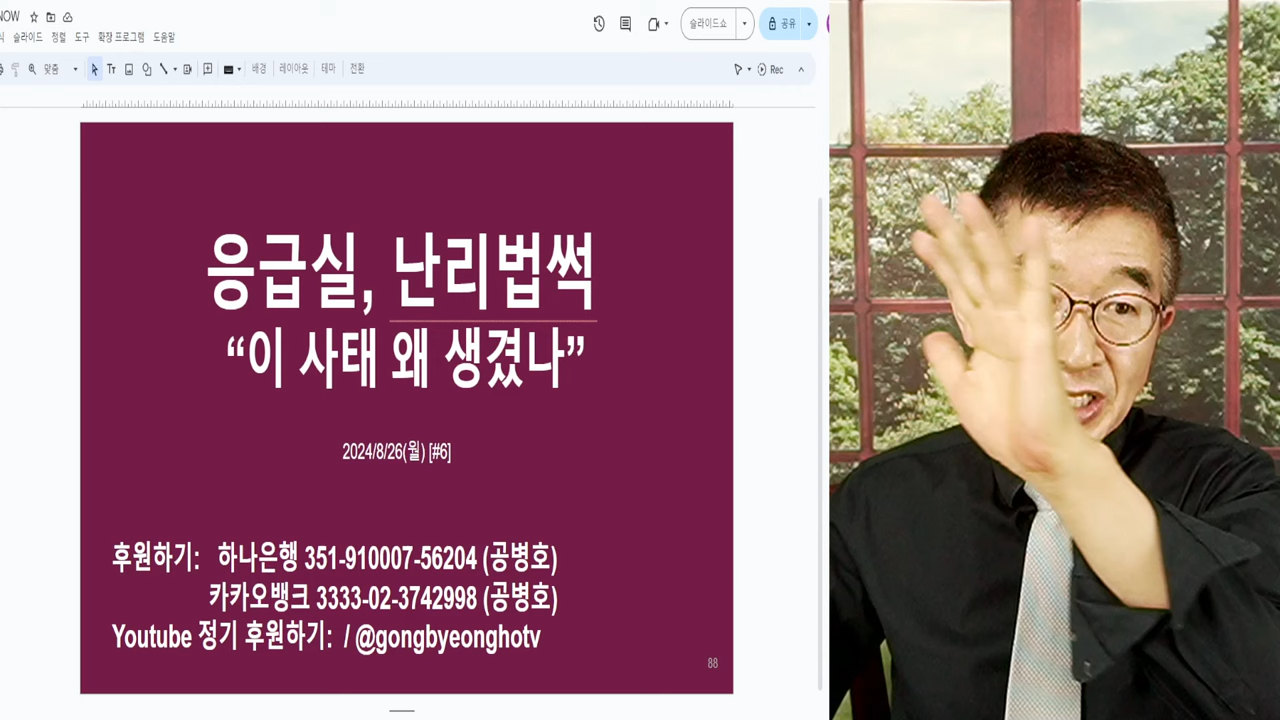 NOW
슬라이드 정렬 도구 확장 프로그램 도움말
슬라이드쇼 공유
맞춤 Tr 배경 레이아웃 테마 전환 Rec
응급실, 난리법썩
“이 사태 왜 생겼나”
2024/8/26(월) [#6]
후원하기: 하나은행 351-910007-56204 (공병호)
카카오뱅크 3333-02-3742998 (공병호)
Youtube 정기 후원하기: / @gongbyeonghotv
88